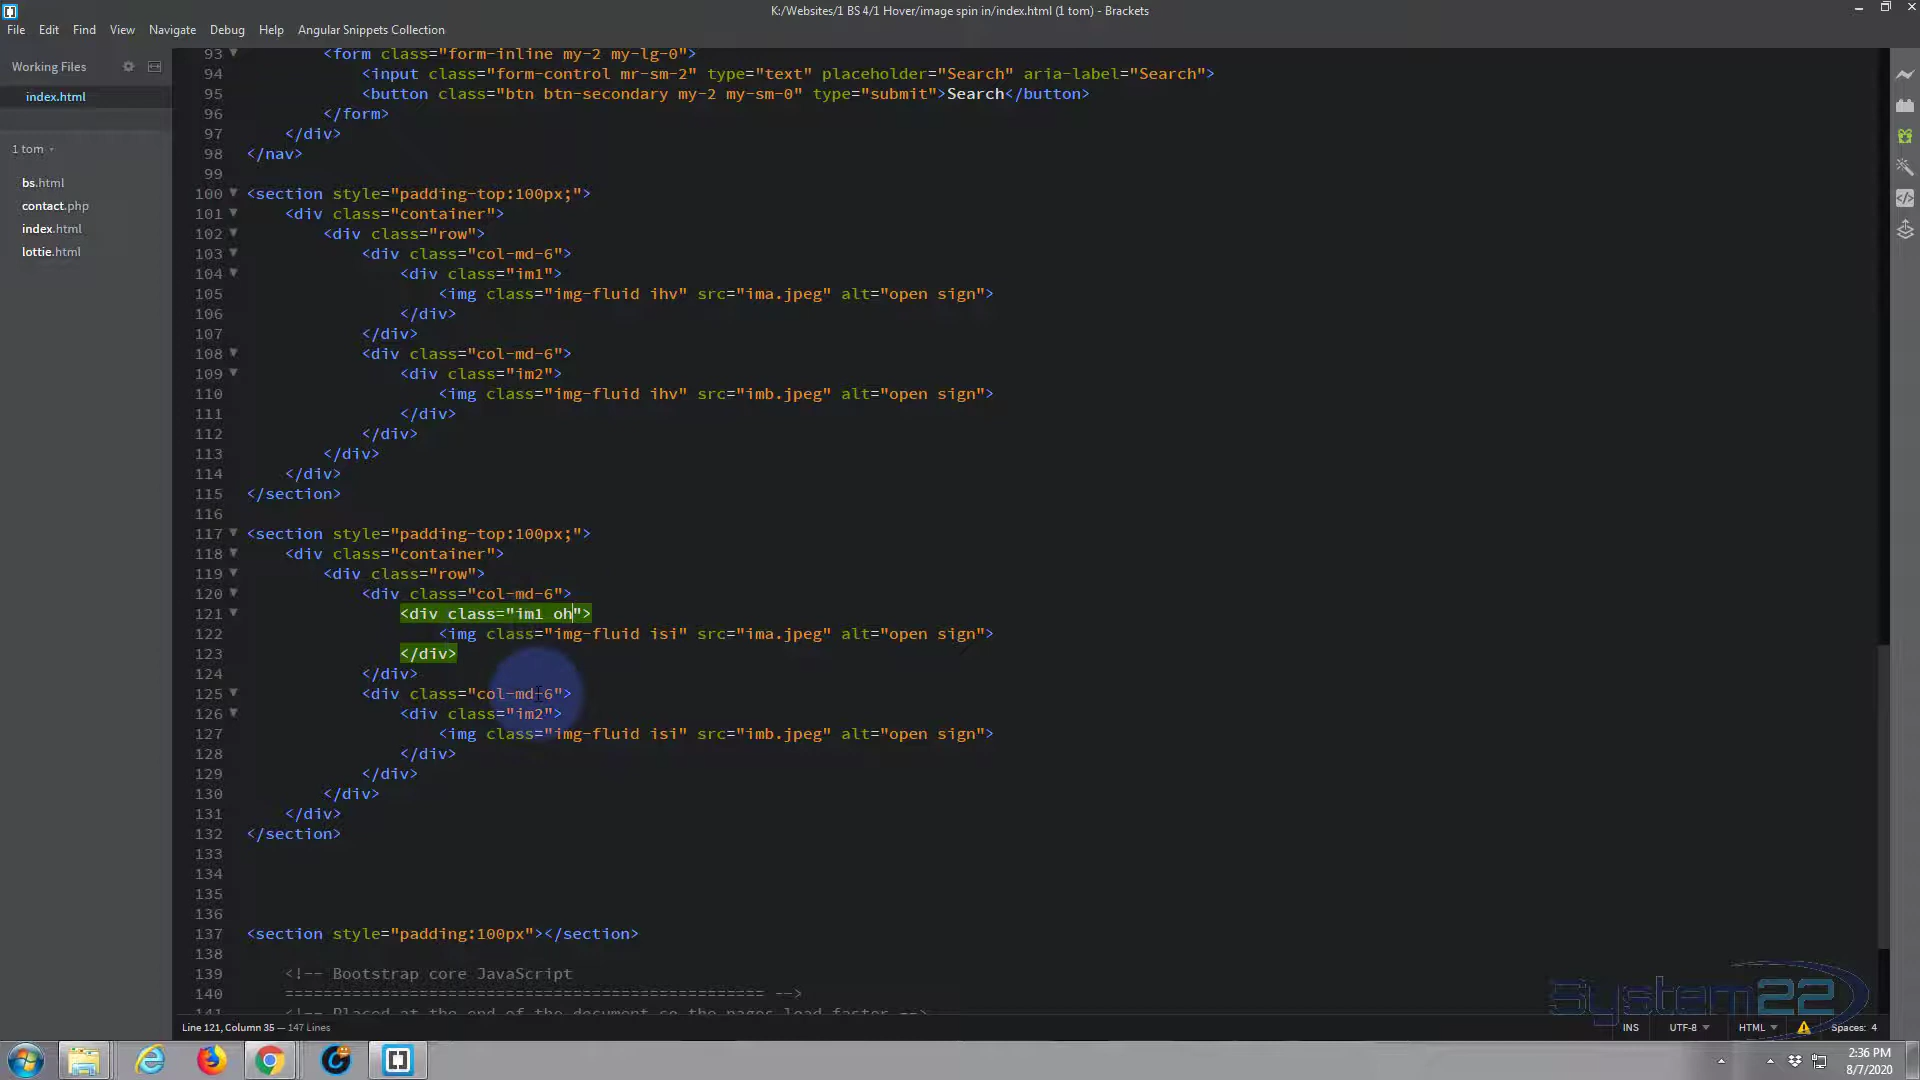 K:/Websites/1 BS 4/1 Hover/image spin in/index.html (1 tom) - Brackets
File Edit Find View Navigate Debug Help Angular Snippets Collection
Working Files
index.html
1 tom
bs.html
contact.php
index.html
lottie.html
93 <form class="form-inline my-2 my-lg-0">
94 <input class="form-control mr-sm-2" type="text" placeholder="Search" aria-label="Search">
95 <button class="btn btn-secondary my-2 my-sm-0" type="submit">Search</button>
96 </form>
97 </div>
98 </nav>
99
100 <section style="padding-top:100px;">
101 <div class="container">
102 <div class="row">
103 <div class="col-md-6">
104 <div class="im1">
105 <img class="img-fluid ihv" src="ima.jpeg" alt="open sign">
106 </div>
107 </div>
108 <div class="col-md-6">
109 <div class="im2">
110 <img class="img-fluid ihv" src="imb.jpeg" alt="open sign">
111 </div>
112 </div>
113 </div>
114 </div>
115 </section>
116
117 <section style="padding-top:100px;">
118 <div class="container">
119 <div class="row">
120 <div class="col-md-6">
121 <div class="im1 oh">
122 <img class="img-fluid isi" src="ima.jpeg" alt="open sign">
123 </div>
124 </div>
125 <div class="col-md-6">
126 <div class="im2">
127 <img class="img-fluid isi" src="imb.jpeg" alt="open sign">
128 </div>
129 </div>
130 </div>
131 </div>
132 </section>
133
134
135
136
137 <section style="padding:100px"></section>
138
139 <!-- Bootstrap core JavaScript
140 ================================================== -->
141 <!-- Placed at the end of the document so the pages load faster -->
System22
Line 121, Column 35 — 147 Lines
INS UTF-8 HTML Spaces: 4
2:36 PM
8/7/2020